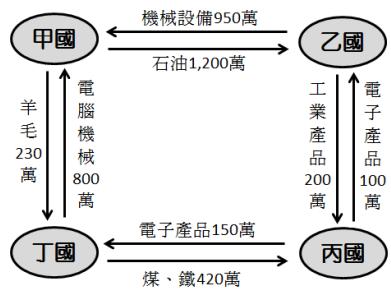 機械設備950萬
甲國
乙國
石油1,200萬
羊毛230萬
電腦機械800萬
工業產品200萬
電子產品100萬
電子產品150萬
丁國
丙國
煤、鐵420萬